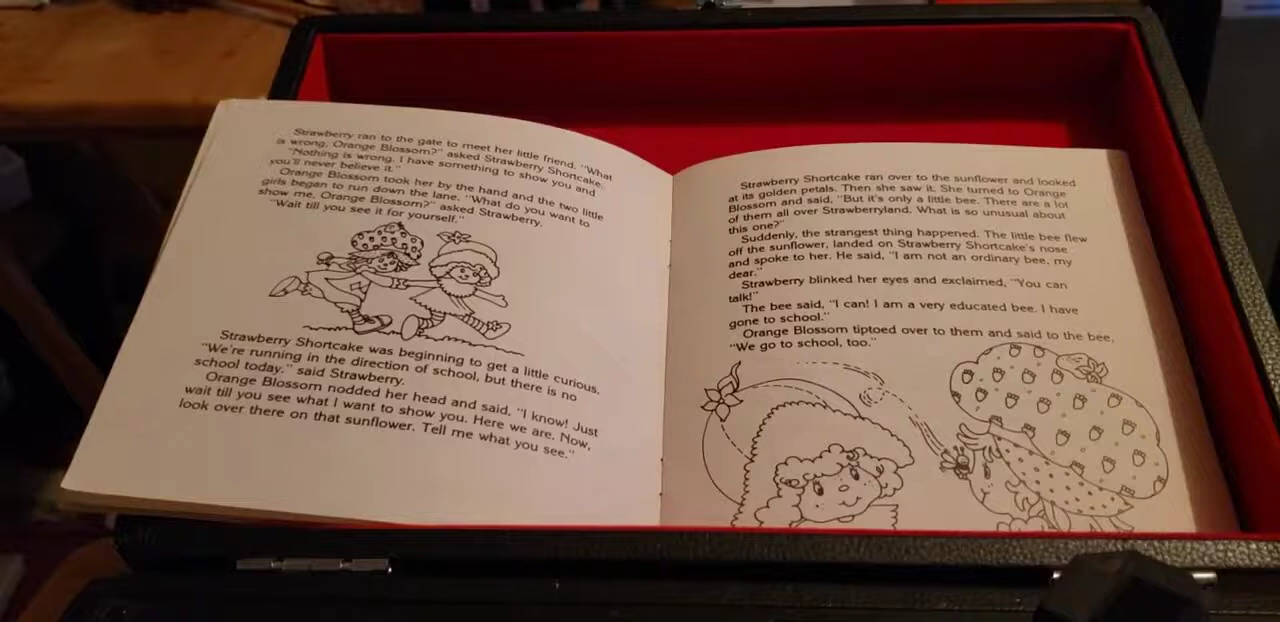 Strawberry ran to the gate to meet her little friend. "What
is wrong, Orange Blossom?" asked Strawberry Shortcake.
"Nothing is wrong. I have something to show you and
you'll never believe it."
Orange Blossom took her by the hand and the two little
girls began to run down the lane. "What do you want to
show me, Orange Blossom?" asked Strawberry.
"Wait till you see it for yourself."
Strawberry Shortcake was beginning to get a little curious.
"We're running in the direction of school, but there is no
school today," said Strawberry.
Orange Blossom nodded her head and said, "I know! Just
wait till you see what I want to show you. Here we are. Now,
look over there on that sunflower. Tell me what you see."
Strawberry Shortcake ran over to the sunflower and looked
at its golden petals. Then she saw it. She turned to Orange
Blossom and said, "But it's only a little bee. There are a lot
of them all over Strawberryland. What is so unusual about
this one?"
Suddenly, the strangest thing happened. The little bee flew
off the sunflower, landed on Strawberry Shortcake's nose
and spoke to her. He said, "I am not an ordinary bee, my
dear."
Strawberry blinked her eyes and exclaimed, "You can
talk!"
The bee said, "I can! I am a very educated bee. I have
gone to school."
Orange Blossom tiptoed over to them and said to the bee,
"We go to school, too."